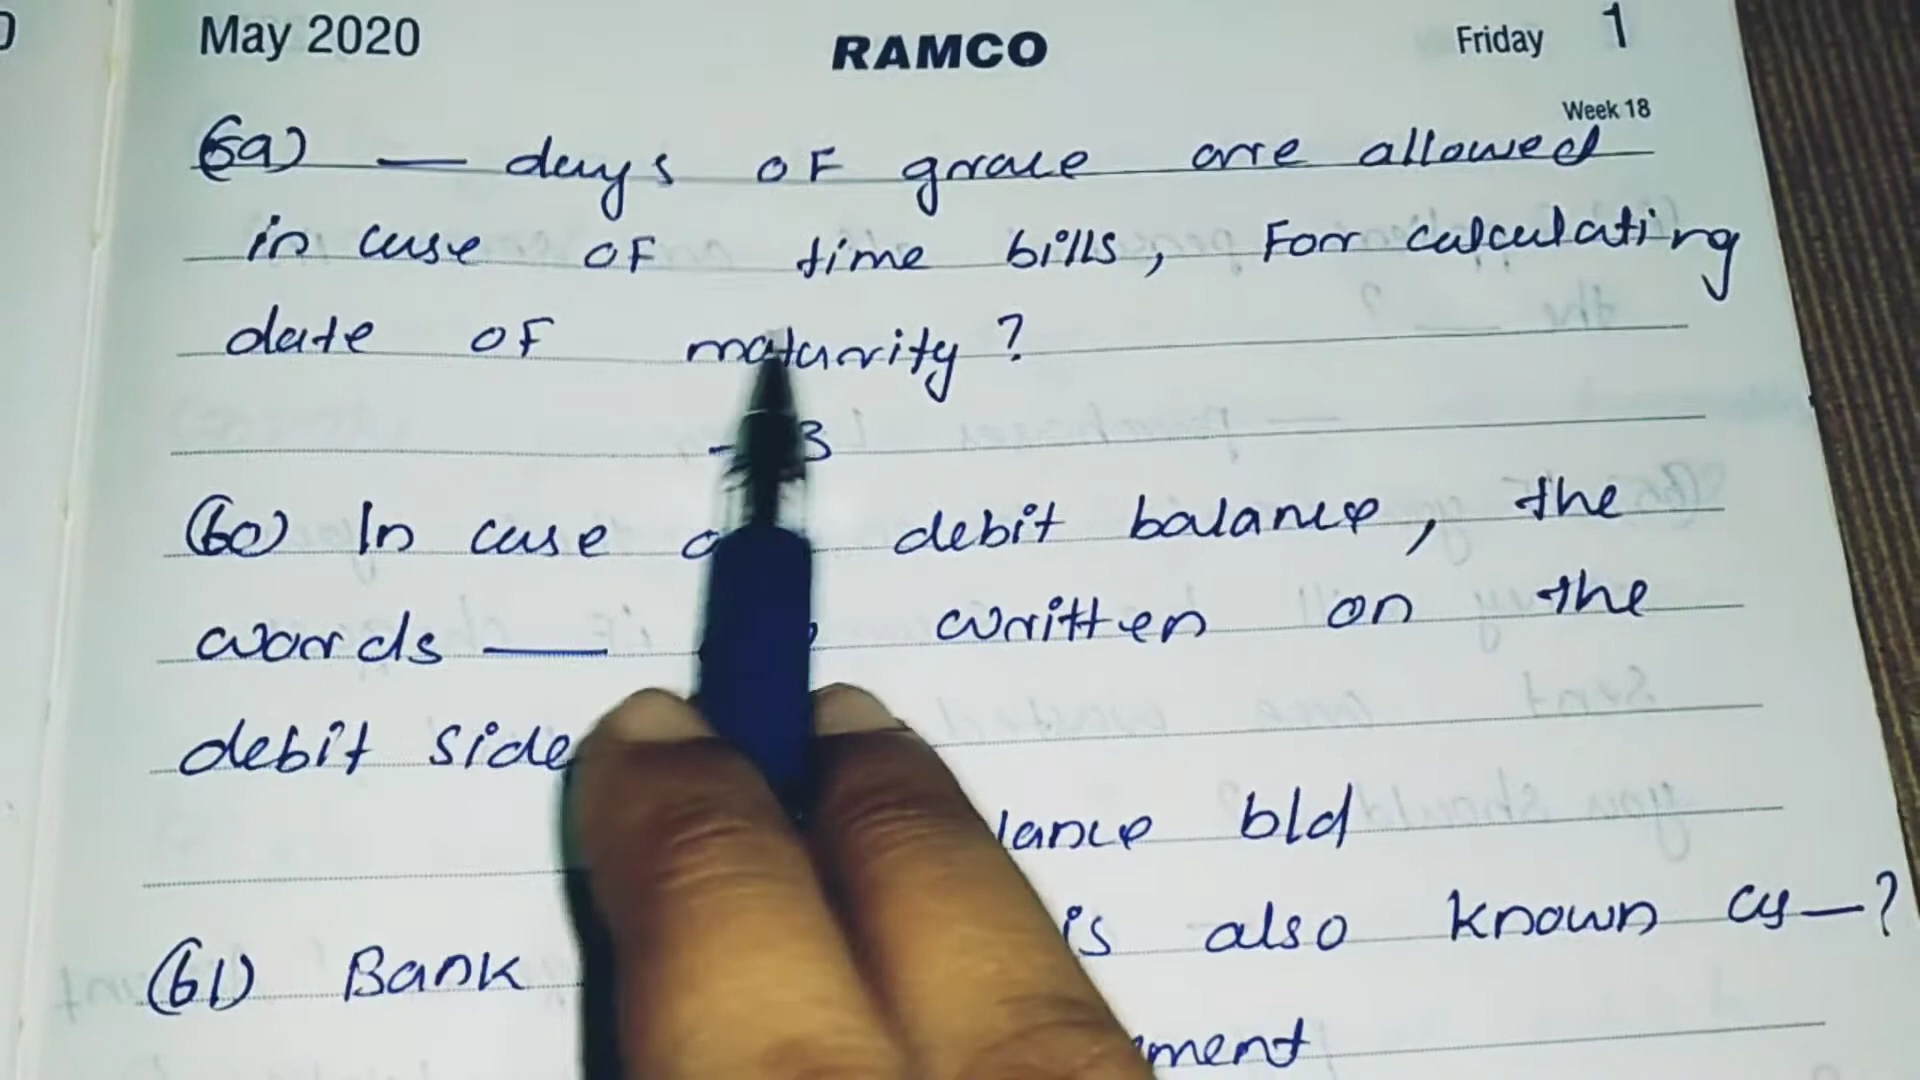 May 2020 RAMCO Friday 1
Week 18
(59) — days of grace are allowed
in case of time bills, For calculating
date of maturity?
- 3
(60) In case debit balance, the
words — written on the
debit side
bld
(61) Bank is also known as —?